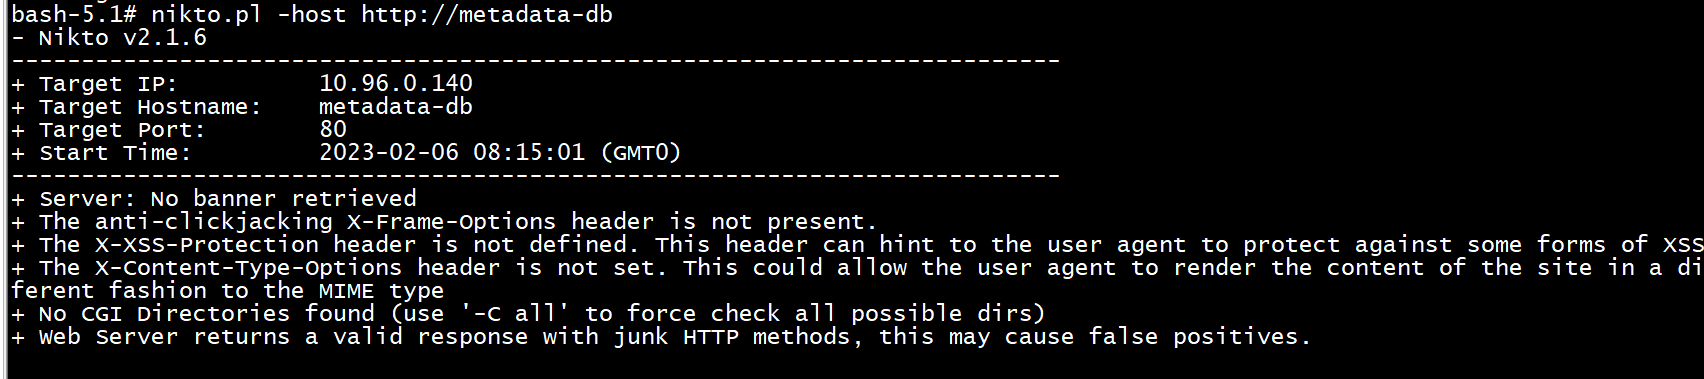 bash-5.1# nikto.pl -host http://metadata-db
- Nikto v2.1.6
---------------------------------------------------------------------------
+ Target IP:          10.96.0.140
+ Target Hostname:    metadata-db
+ Target Port:        80
+ Start Time:         2023-02-06 08:15:01 (GMT0)
---------------------------------------------------------------------------
+ Server: No banner retrieved
+ The anti-clickjacking X-Frame-Options header is not present.
+ The X-XSS-Protection header is not defined. This header can hint to the user agent to protect against some forms of XSS
+ The X-Content-Type-Options header is not set. This could allow the user agent to render the content of the site in a di
ferent fashion to the MIME type
+ No CGI Directories found (use '-C all' to force check all possible dirs)
+ Web Server returns a valid response with junk HTTP methods, this may cause false positives.